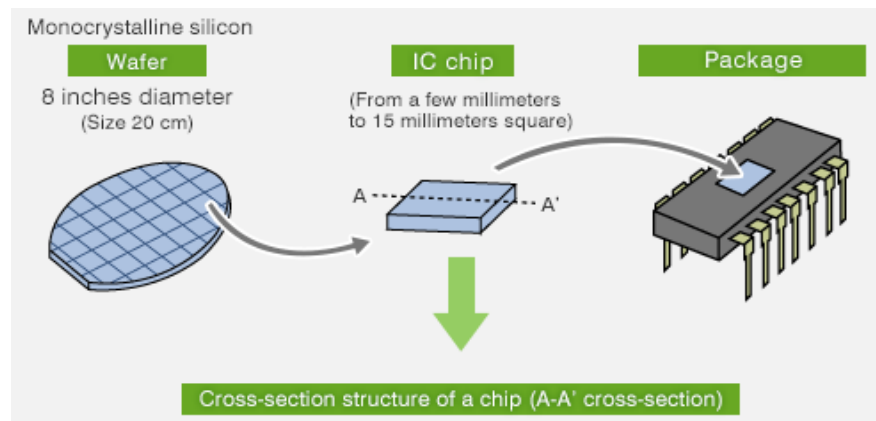 Monocrystalline silicon
Wafer
8 inches diameter
(Size 20 cm)
IC chip
(From a few millimeters
to 15 millimeters square)
Package
A
A'
Cross-section structure of a chip (A-A' cross-section)